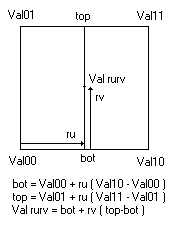 Val01 top Val11
Val rurv
rv
ru
Val00 bot Val10
bot = Val00 + ru ( Val10 - Val00 )
top = Val01 + ru ( Val11 - Val01 )
Val rurv = bot + rv ( top-bot )